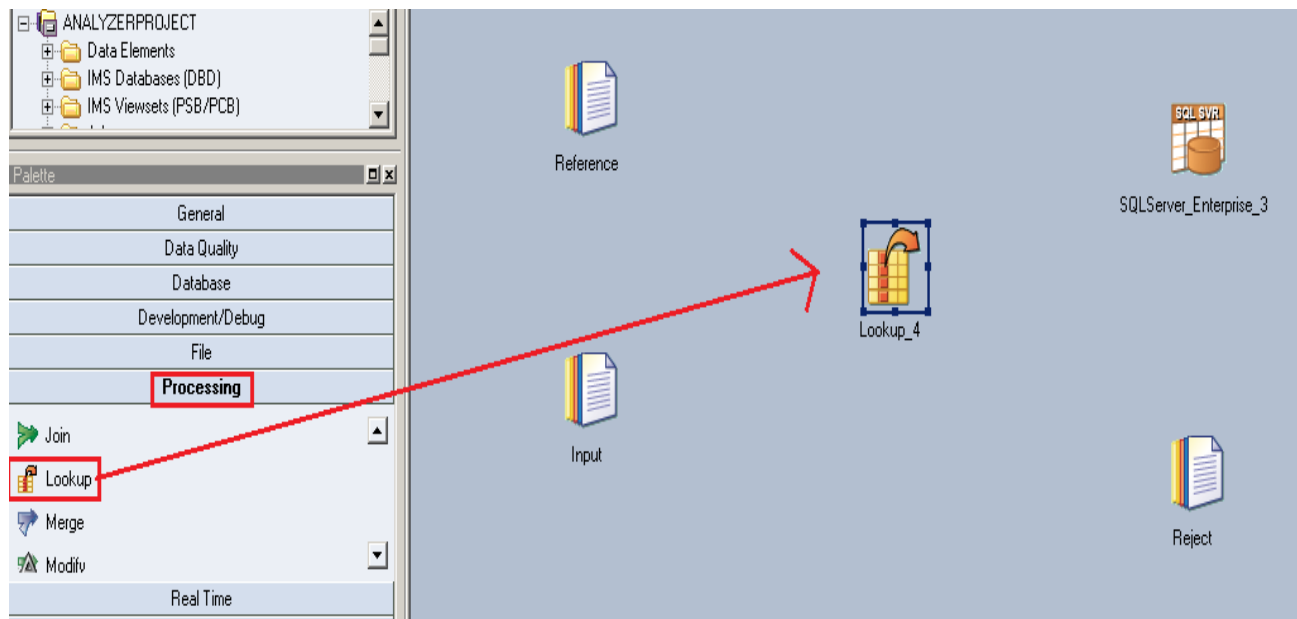 ANALYZERPROJECT
Data Elements
IMS Databases (DBD)
IMS Viewsets (PSB/PCB)
Palette
General
Data Quality
Database
Development/Debug
File
Processing
Join
Lookup
Merge
Modify
Real Time
Reference
SQL SVR
SQLServer_Enterprise_3
Lookup_4
Input
Reject